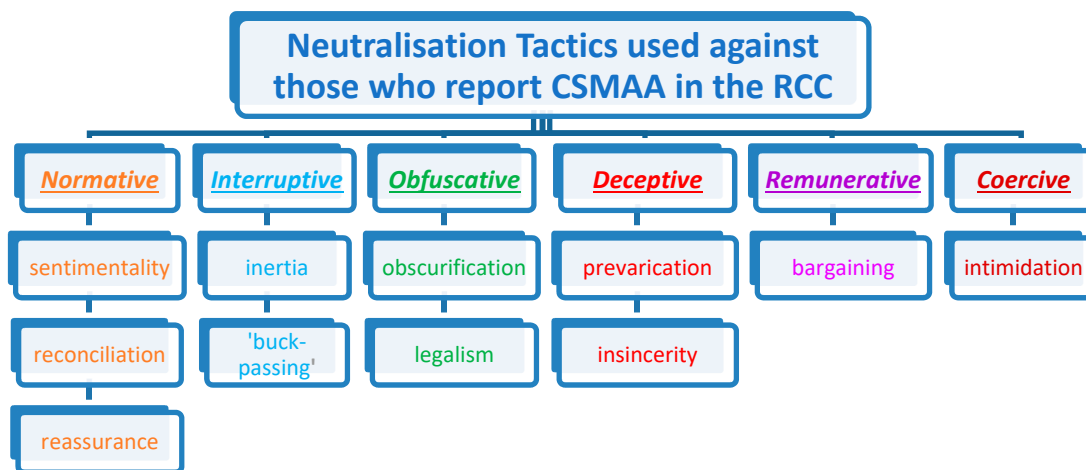 Neutralisation Tactics used against
those who report CSMAA in the RCC
Normative
Interruptive
Obfuscative
Deceptive
Remunerative
Coercive
sentimentality
inertia
obscurification
prevarication
bargaining
intimidation
reconciliation
'buck-
passing'
legalism
insincerity
reassurance